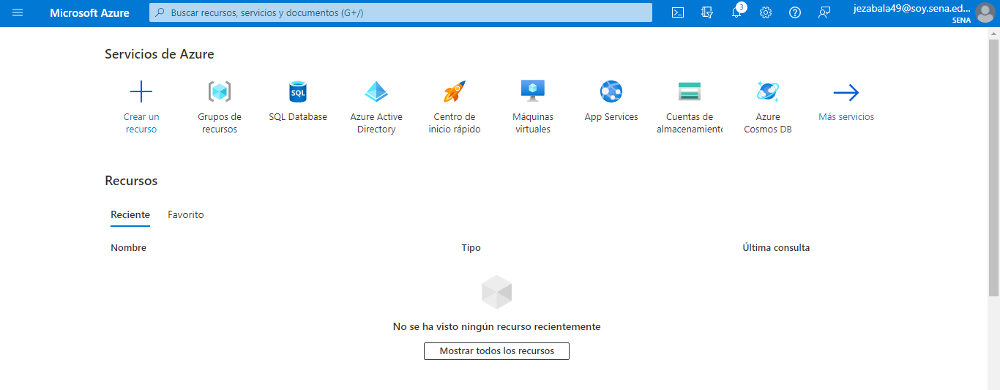 Microsoft Azure
Buscar recursos, servicios y documentos (G+/)
3
jezabala49@soy.sena.ed...
SENA
Servicios de Azure
Crear un
recurso
Grupos de
recursos
SQL
SQL Database
Azure Active
Directory
Centro de
inicio rápido
Máquinas
virtuales
App Services
Cuentas de
almacenamiento
Azure
Cosmos DB
Más servicios
Recursos
Reciente
Favorito
Nombre
Tipo
Última consulta
No se ha visto ningún recurso recientemente
Mostrar todos los recursos